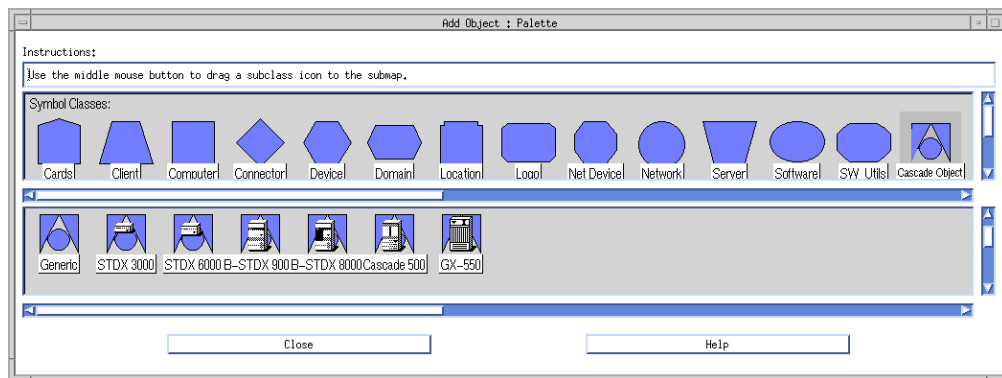 Add Object : Palette
Instructions:
Use the middle mouse button to drag a subclass icon to the submap.
Symbol Classes:
Cards Client Computer Connector Device Domain Location Logo Net Device Network Server Software SW Utils Cascade Object
Generic STDX 3000 STDX 6000 B-STDX 900 B-STDX 8000 Cascade 500 GX-550
Close Help